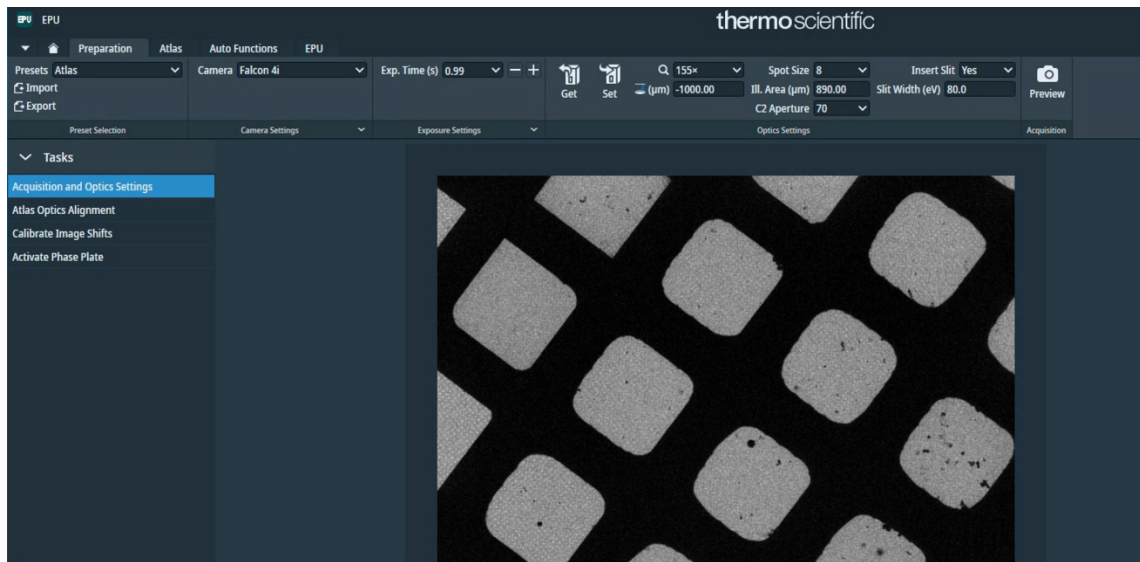 EPU EPU
thermo scientific
Preparation Atlas Auto Functions EPU
Presets Atlas Camera Falcon 4i Exp. Time (s) 0.99 155× Spot Size 8 Insert Slit Yes
Import Get Set (μm) -1000.00 Ill. Area (μm) 890.00 Slit Width (eV) 80.0 Preview
Export C2 Aperture 70
Preset Selection Camera Settings Exposure Settings Optics Settings Acquisition
Tasks
Acquisition and Optics Settings
Atlas Optics Alignment
Calibrate Image Shifts
Activate Phase Plate